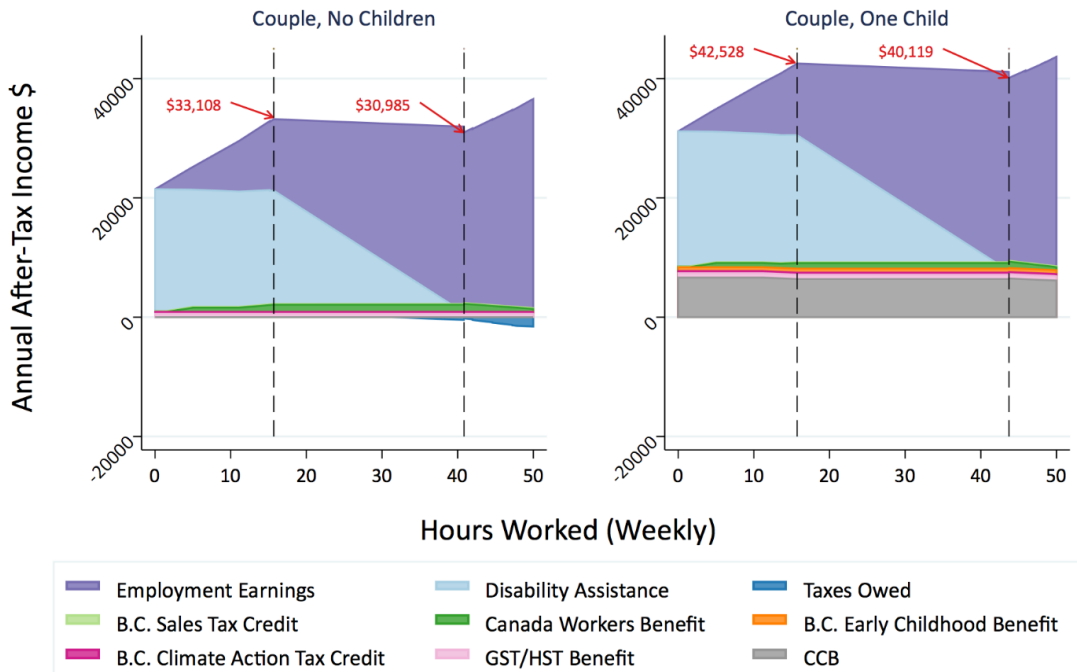 Couple, No Children
Couple, One Child
Annual After-Tax Income $
40000
20000
0
-20000
$33,108
$30,985
0
10
20
30
40
50
40000
20000
0
-20000
$42,528
$40,119
0
10
20
30
40
50
Hours Worked (Weekly)
Employment Earnings
Disability Assistance
Taxes Owed
B.C. Sales Tax Credit
Canada Workers Benefit
B.C. Early Childhood Benefit
B.C. Climate Action Tax Credit
GST/HST Benefit
CCB